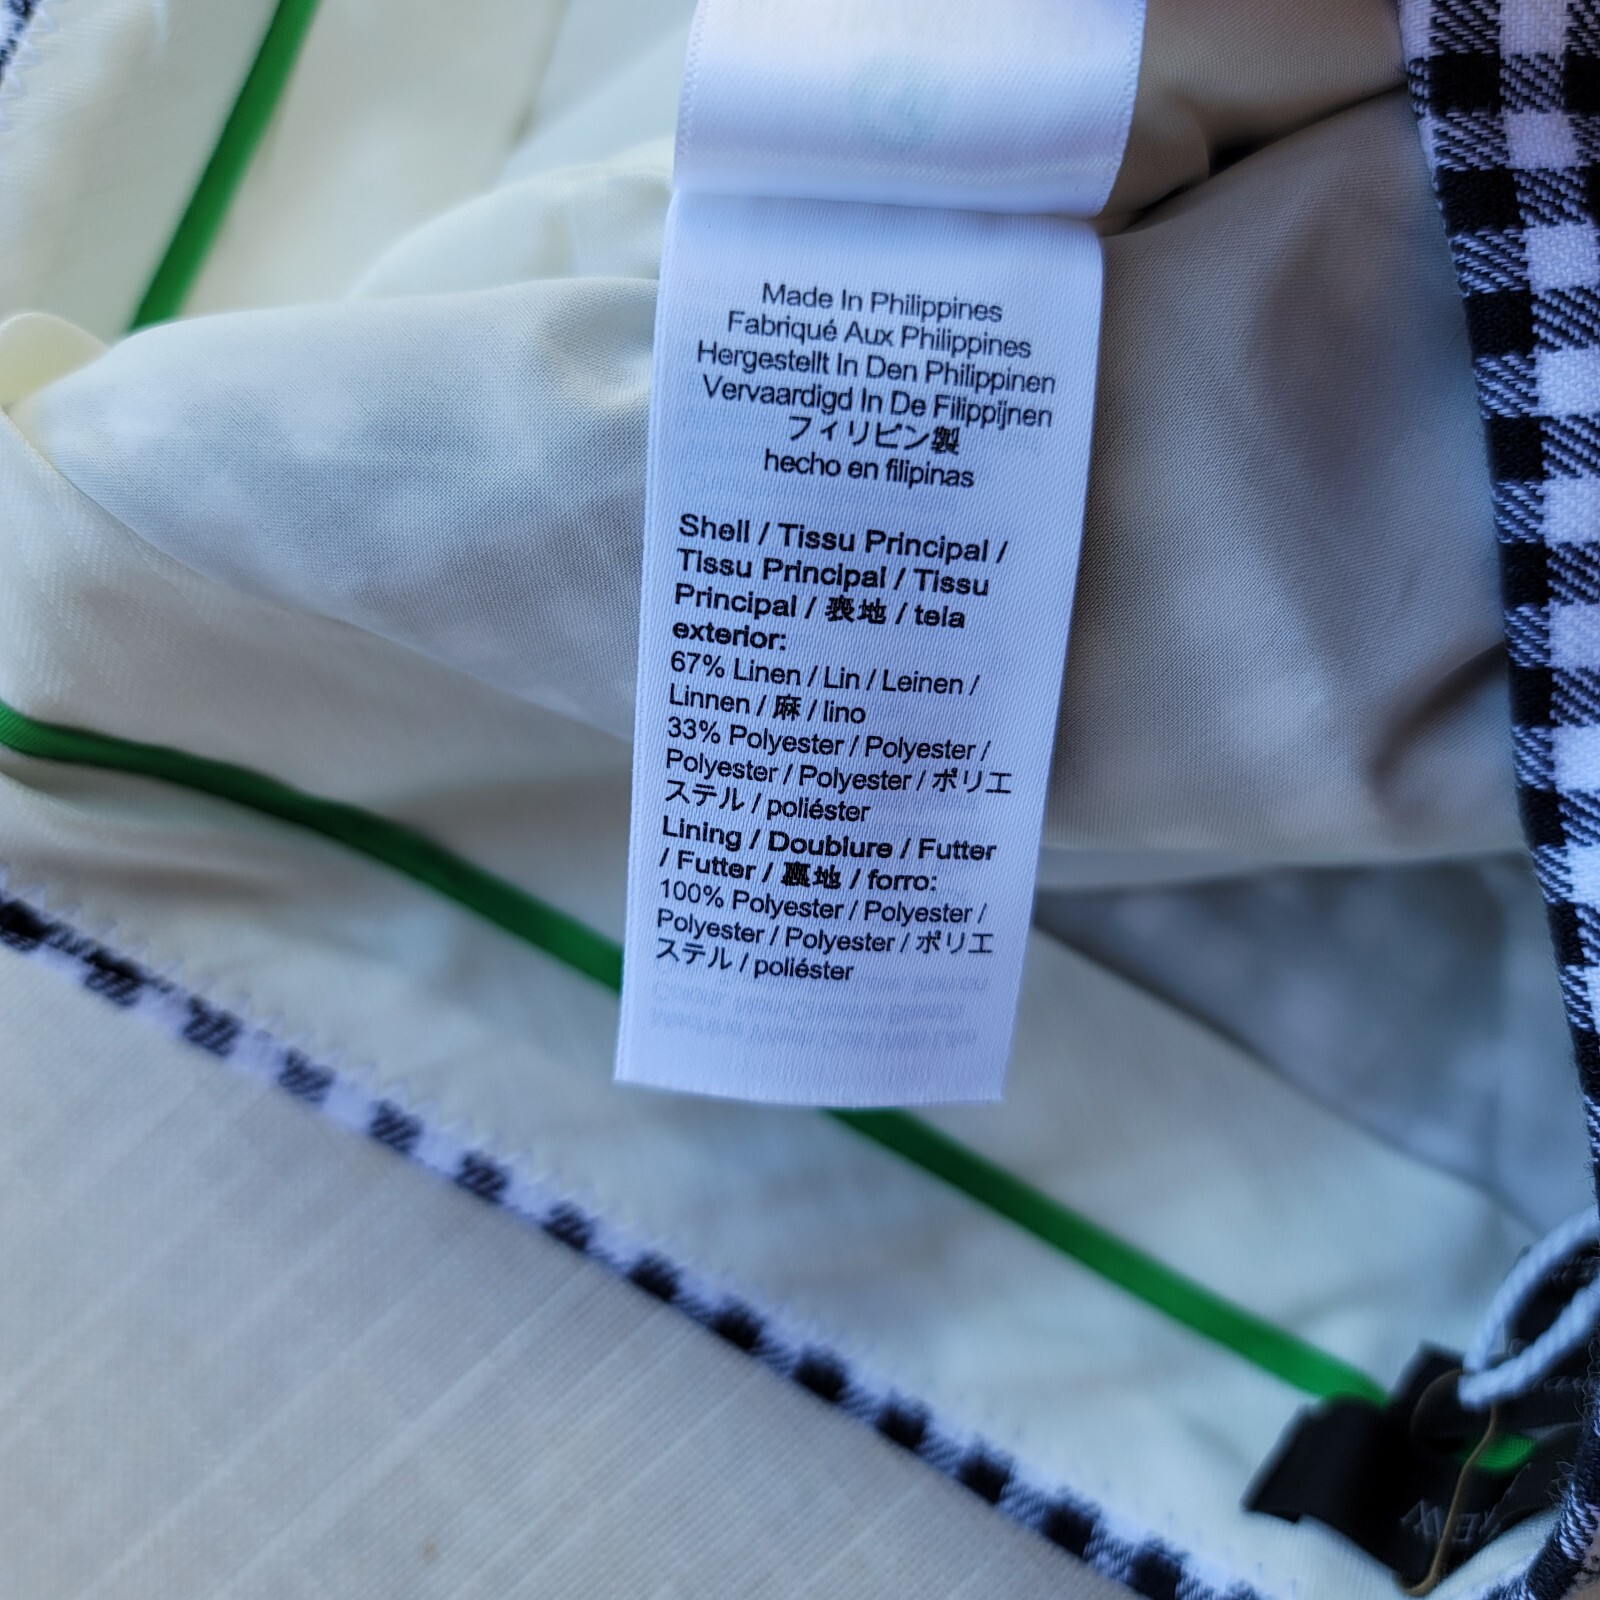 Made In Philippines
Fabriqué Aux Philippines
Hergestellt In Den Philippinen
Vervaardigd In De Filippijnen
フィリピン製
hecho en filipinas
Shell / Tissu Principal /
Tissu Principal / Tissu
Principal / 表地 / tela
exterior:
67% Linen / Lin / Leinen /
Linnen / 麻 / lino
33% Polyester / Polyester /
Polyester / Polyester / ポリエ
ステル / poliéster
Lining / Doublure / Futter
/ Futter / 裏地 / forro:
100% Polyester / Polyester /
Polyester / Polyester / ポリエ
ステル / poliéster